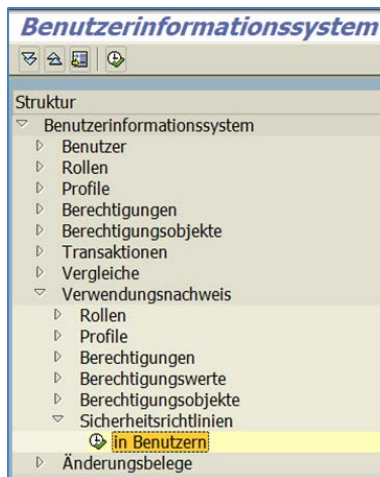 Benutzerinformationssystem
Struktur
Benutzerinformationssystem
Benutzer
Rollen
Profile
Berechtigungen
Berechtigungsobjekte
Transaktionen
Vergleiche
Verwendungsnachweis
Rollen
Profile
Berechtigungen
Berechtigungswerte
Berechtigungsobjekte
Sicherheitsrichtlinien
in Benutzern
Änderungsbelege